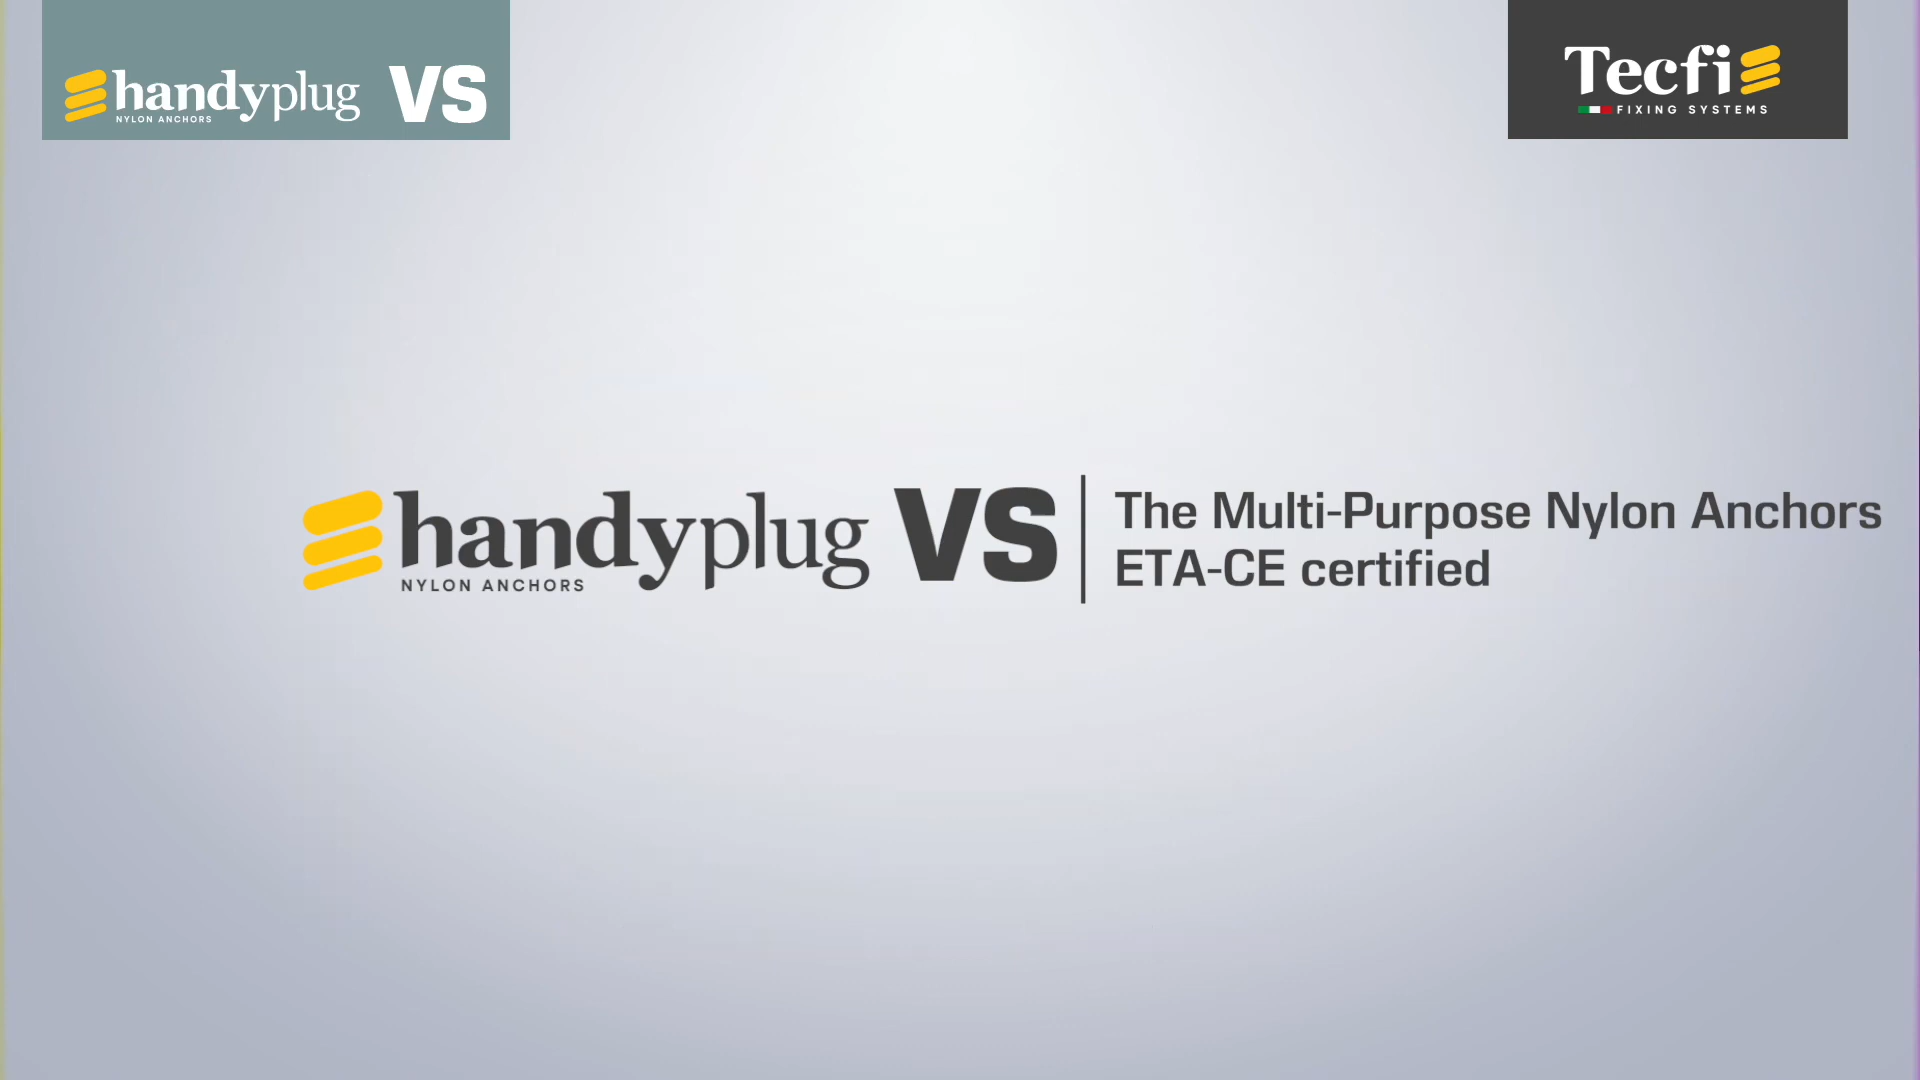 handyplug VS
NYLON ANCHORS
Tecfi
FIXING SYSTEMS
handyplug VS
NYLON ANCHORS
The Multi-Purpose Nylon Anchors
ETA-CE certified